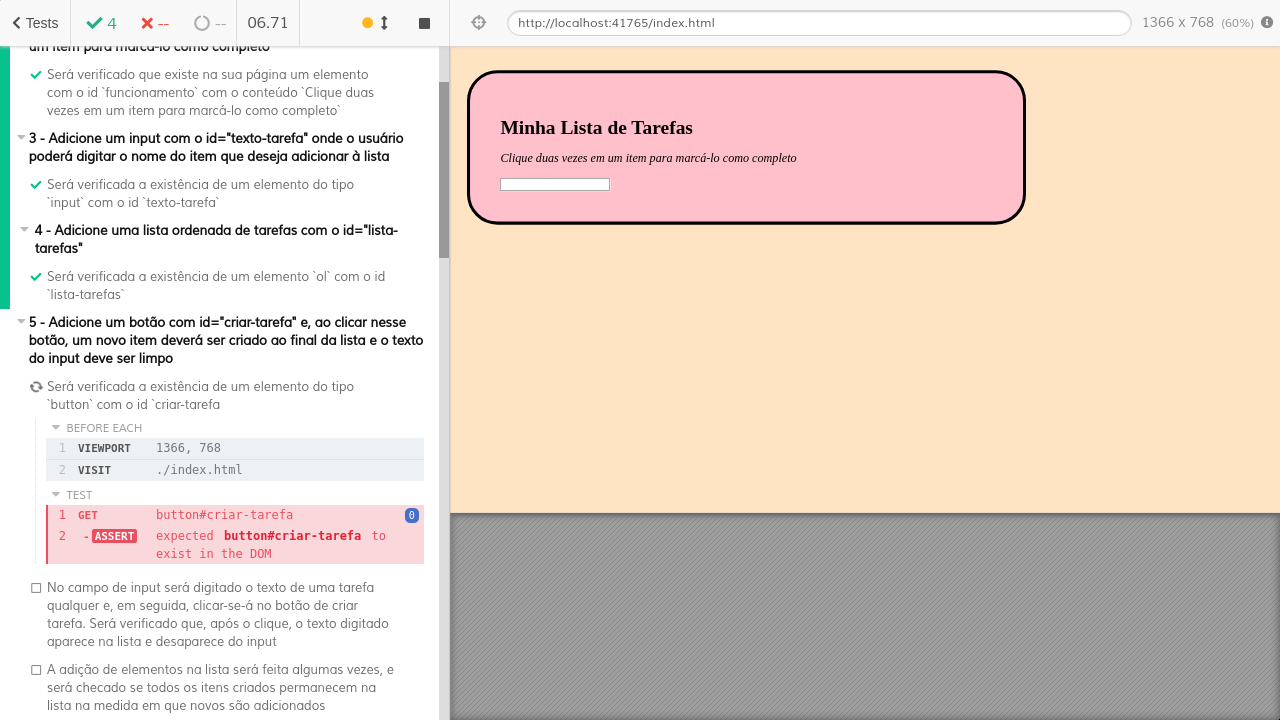 Tests
4
--
--
06.71
http://localhost:41765/index.html
1366 x 768 (60%)
um item para marcá-lo como completo
Será verificado que existe na sua página um elemento
com o id `funcionamento` com o conteúdo `Clique duas
vezes em um item para marcá-lo como completo`
3 - Adicione um input com o id="texto-tarefa" onde o usuário
poderá digitar o nome do item que deseja adicionar à lista
Será verificada a existência de um elemento do tipo
`input` com o id `texto-tarefa`
4 - Adicione uma lista ordenada de tarefas com o id="lista-
tarefas"
Será verificada a existência de um elemento `ol` com o id
`lista-tarefas`
5 - Adicione um botão com id="criar-tarefa" e, ao clicar nesse
botão, um novo item deverá ser criado ao final da lista e o texto
do input deve ser limpo
Será verificada a existência de um elemento do tipo
`button` com o id `criar-tarefa
BEFORE EACH
1 VIEWPORT 1366, 768
2 VISIT ./index.html
TEST
1 GET button#criar-tarefa 0
2 -ASSERT expected button#criar-tarefa to
exist in the DOM
No campo de input será digitado o texto de uma tarefa
qualquer e, em seguida, clicar-se-á no botão de criar
tarefa. Será verificado que, após o clique, o texto digitado
aparece na lista e desaparece do input
A adição de elementos na lista será feita algumas vezes, e
será checado se todos os itens criados permanecem na
lista na medida em que novos são adicionados
Minha Lista de Tarefas
Clique duas vezes em um item para marcá-lo como completo